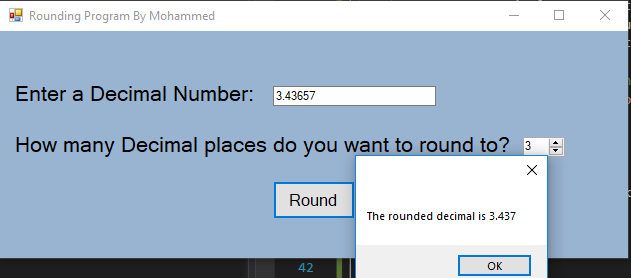 Rounding Program By Mohammed
Enter a Decimal Number: 3.43657
How many Decimal places do you want to round to? 3
Round
The rounded decimal is 3.437
OK
42